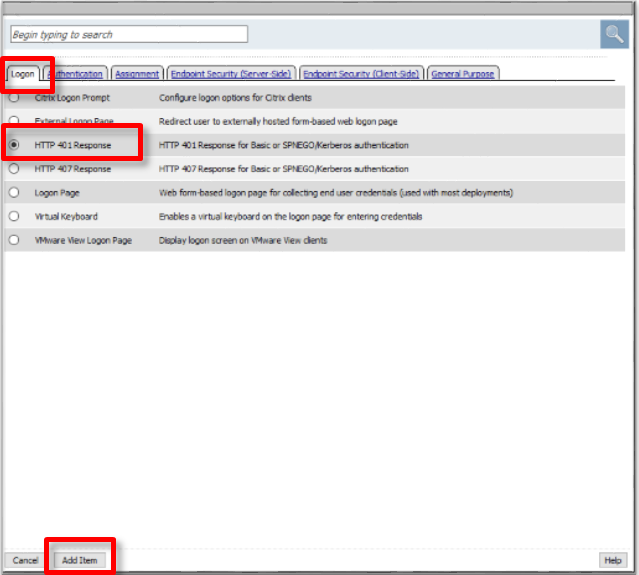 Begin typing to search
Logon Authentication Assignment Endpoint Security (Server-Side) Endpoint Security (Client-Side) General Purpose
Citrix Logon Prompt Configure logon options for Citrix clients
External Logon Page Redirect user to externally hosted form-based web logon page
HTTP 401 Response HTTP 401 Response for Basic or SPNEGO/Kerberos authentication
HTTP 407 Response HTTP 407 Response for Basic or SPNEGO/Kerberos authentication
Logon Page Web form-based logon page for collecting end user credentials (used with most deployments)
Virtual Keyboard Enables a virtual keyboard on the logon page for entering credentials
VMware View Logon Page Display logon screen on VMware View clients
Cancel Add Item Help